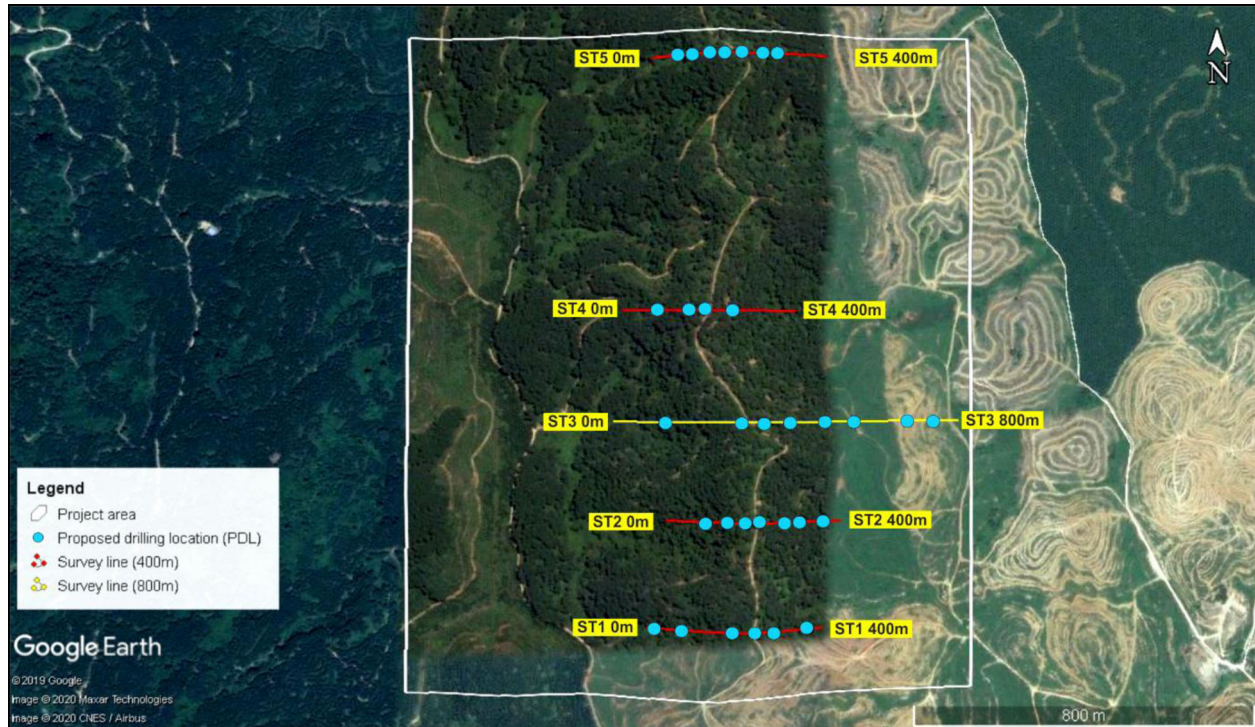 ST5 0m
ST5 400m
N
ST4 0m
ST4 400m
ST3 0m
ST3 800m
ST2 0m
ST2 400m
ST1 0m
ST1 400m
Legend
Project area
Proposed drilling location (PDL)
Survey line (400m)
Survey line (800m)
Google Earth
©2019 Google
Image © 2020 Maxar Technologies
Image © 2020 CNES / Airbus
800 m